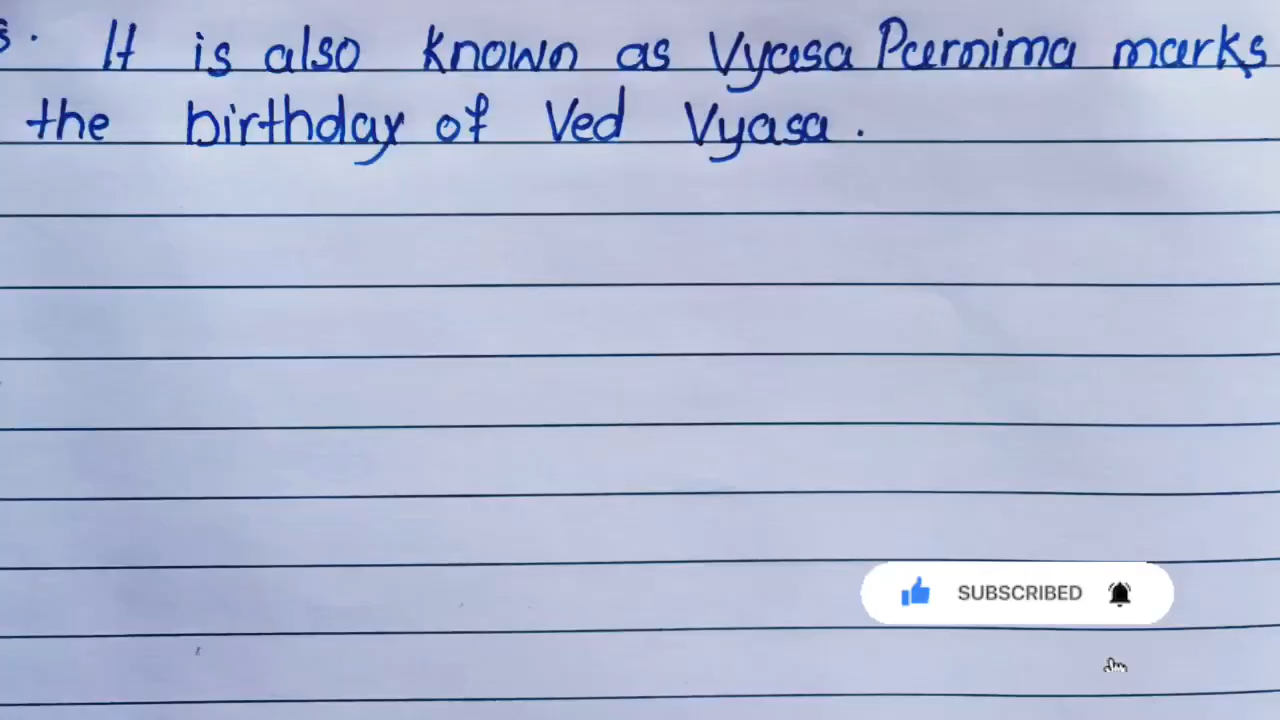 s. It is also known as Vyasa Purnima marks
the birthday of Ved Vyasa.
SUBSCRIBED